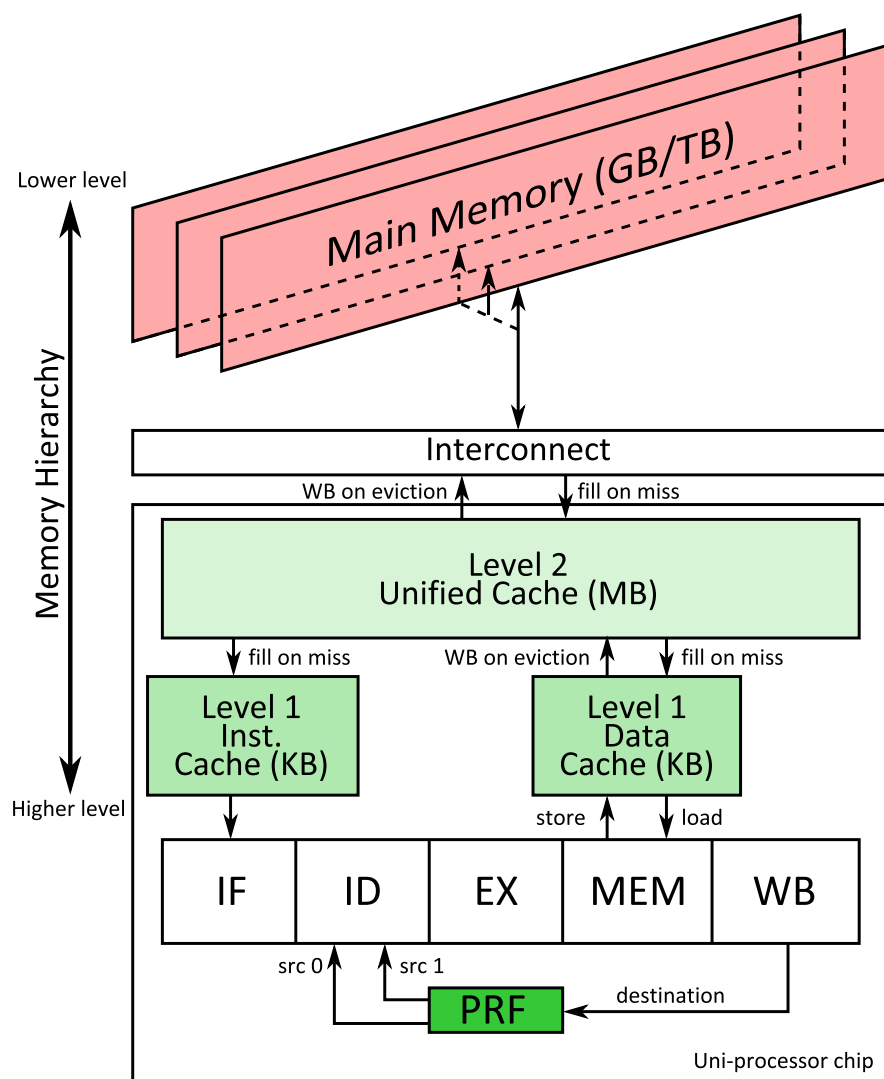 Main Memory (GB/TB)
Lower level
Memory Hierarchy
Interconnect
WB on eviction
fill on miss
Level 2
Unified Cache (MB)
fill on miss
WB on eviction
fill on miss
Level 1
Inst.
Cache (KB)
Level 1
Data
Cache (KB)
Higher level
store
load
IF
ID
EX
MEM
WB
src 0
src 1
PRF
destination
Uni-processor chip